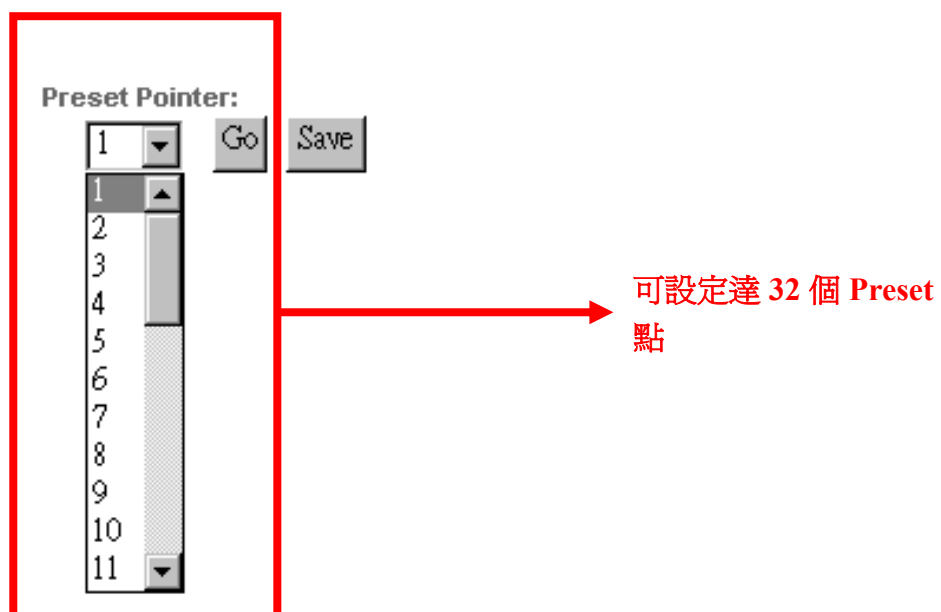 Preset Pointer:
1 Go Save
1
2
3
4
5
6
7
8
9
10
11
可設定達 32 個 Preset
點